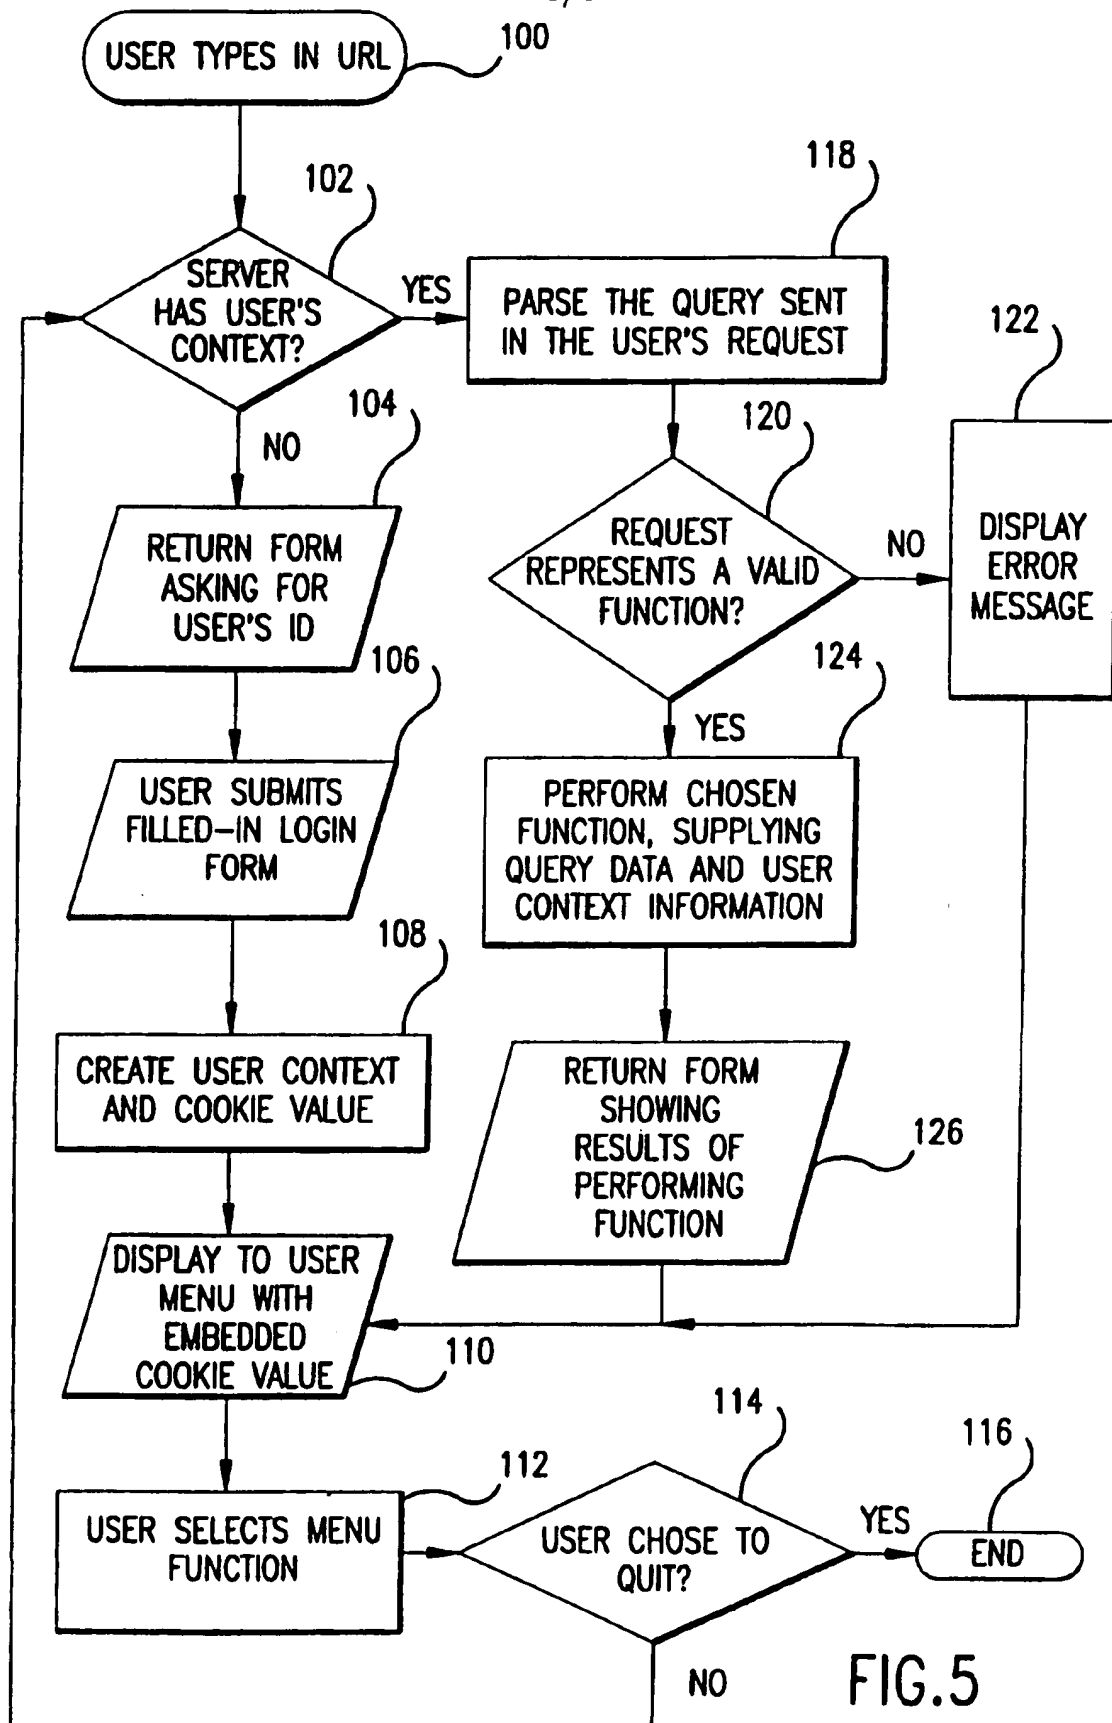 USER TYPES IN URL
100
102
SERVER
HAS USER'S
CONTEXT?
YES
NO
118
PARSE THE QUERY SENT
IN THE USER'S REQUEST
104
RETURN FORM
ASKING FOR
USER'S ID
120
REQUEST
REPRESENTS A VALID
FUNCTION?
NO
YES
122
DISPLAY
ERROR
MESSAGE
106
USER SUBMITS
FILLED-IN LOGIN
FORM
124
PERFORM CHOSEN
FUNCTION, SUPPLYING
QUERY DATA AND USER
CONTEXT INFORMATION
108
CREATE USER CONTEXT
AND COOKIE VALUE
RETURN FORM
SHOWING
RESULTS OF
PERFORMING
FUNCTION
126
DISPLAY TO USER
MENU WITH
EMBEDDED
COOKIE VALUE
110
112
USER SELECTS MENU
FUNCTION
114
USER CHOSE TO
QUIT?
YES
116
END
NO
FIG.5